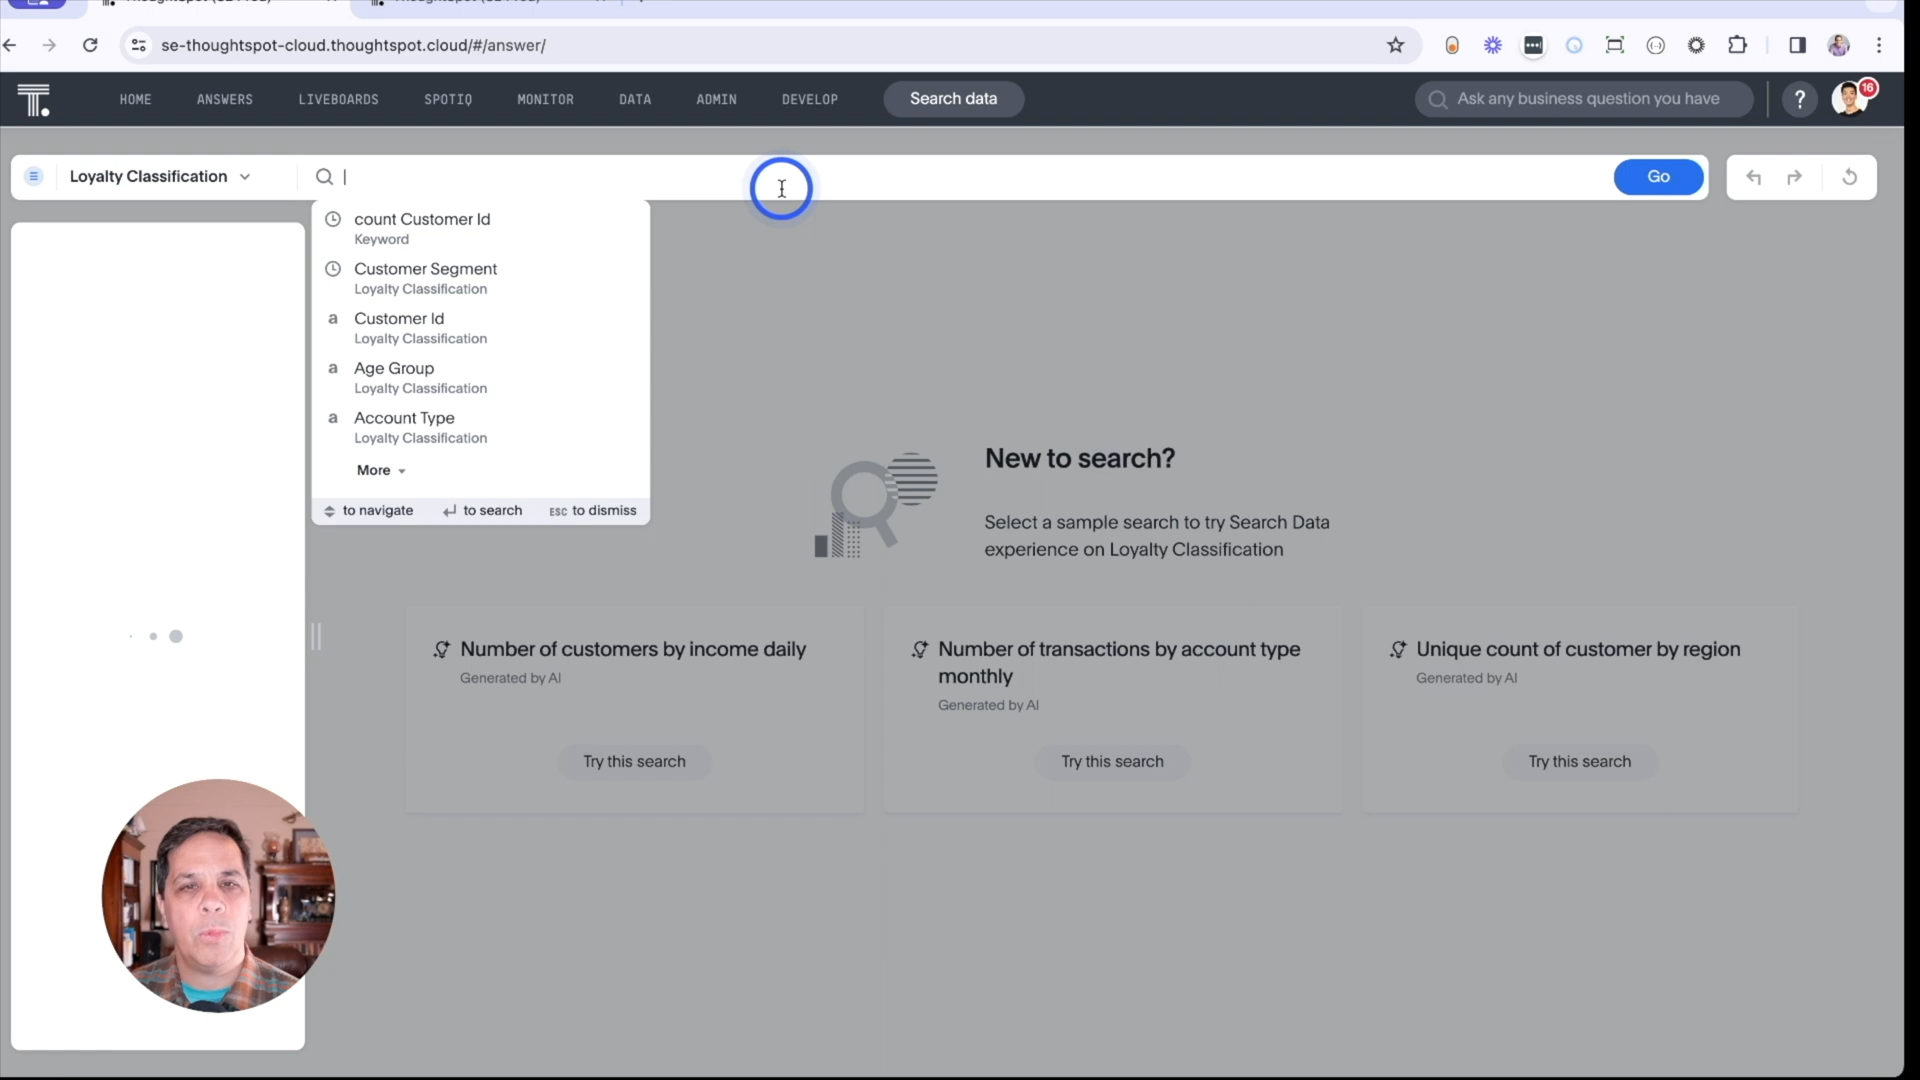 se-thoughtspot-cloud.thoughtspot.cloud/#/answer/
T.
HOME
ANSWERS
LIVEBOARDS
SPOTIQ
MONITOR
DATA
ADMIN
DEVELOP
Search data
Ask any business question you have
?
16
Loyalty Classification
Go
count Customer Id
Keyword
Customer Segment
Loyalty Classification
a Customer Id
Loyalty Classification
a Age Group
Loyalty Classification
a Account Type
Loyalty Classification
More
to navigate
to search
ESC to dismiss
New to search?
Select a sample search to try Search Data
experience on Loyalty Classification
Number of customers by income daily
Generated by AI
Try this search
Number of transactions by account type
monthly
Generated by AI
Try this search
Unique count of customer by region
Generated by AI
Try this search